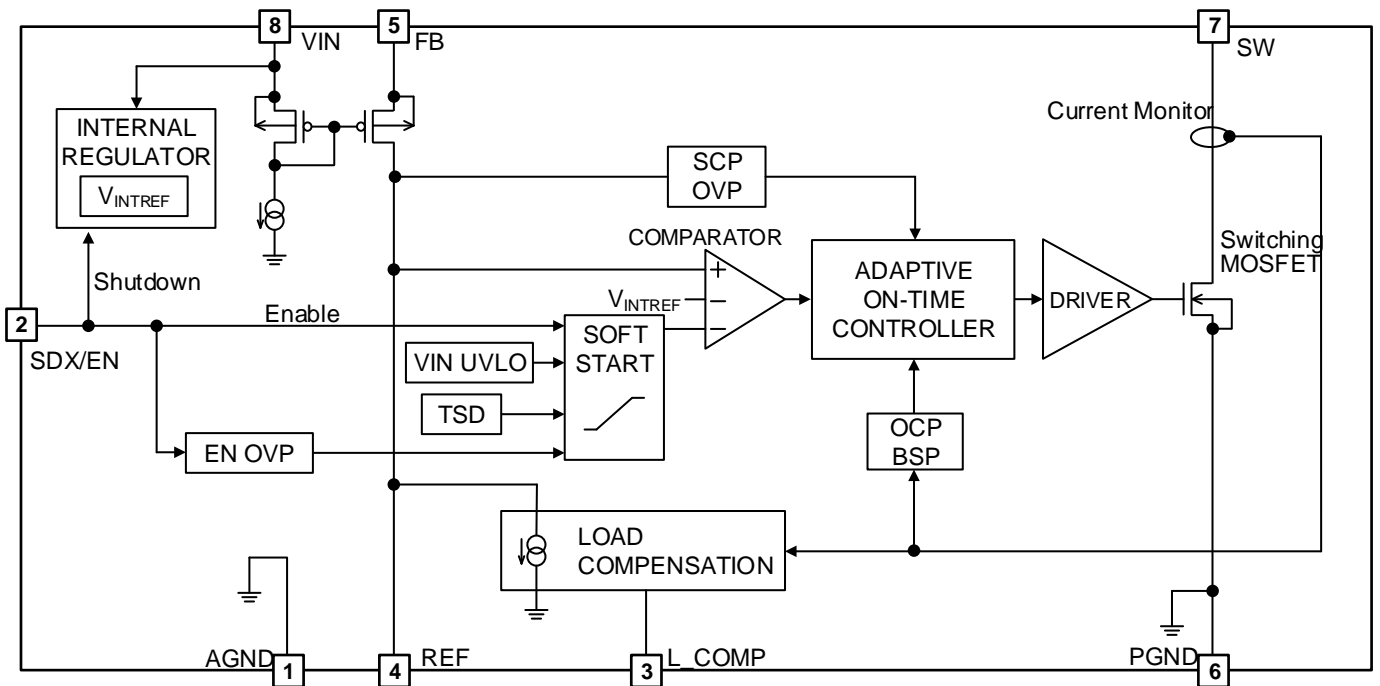 8
VIN
5
FB
7
SW
INTERNAL
REGULATOR
VINTREF
Current Monitor
SCP
OVP
COMPARATOR
+
−
−
VINTREF
ADAPTIVE
ON-TIME
CONTROLLER
DRIVER
Switching
MOSFET
Shutdown
2
SDX/EN
Enable
SOFT
START
VIN UVLO
TSD
EN OVP
OCP
BSP
LOAD
COMPENSATION
AGND
1
4
REF
3
L_COMP
PGND
6